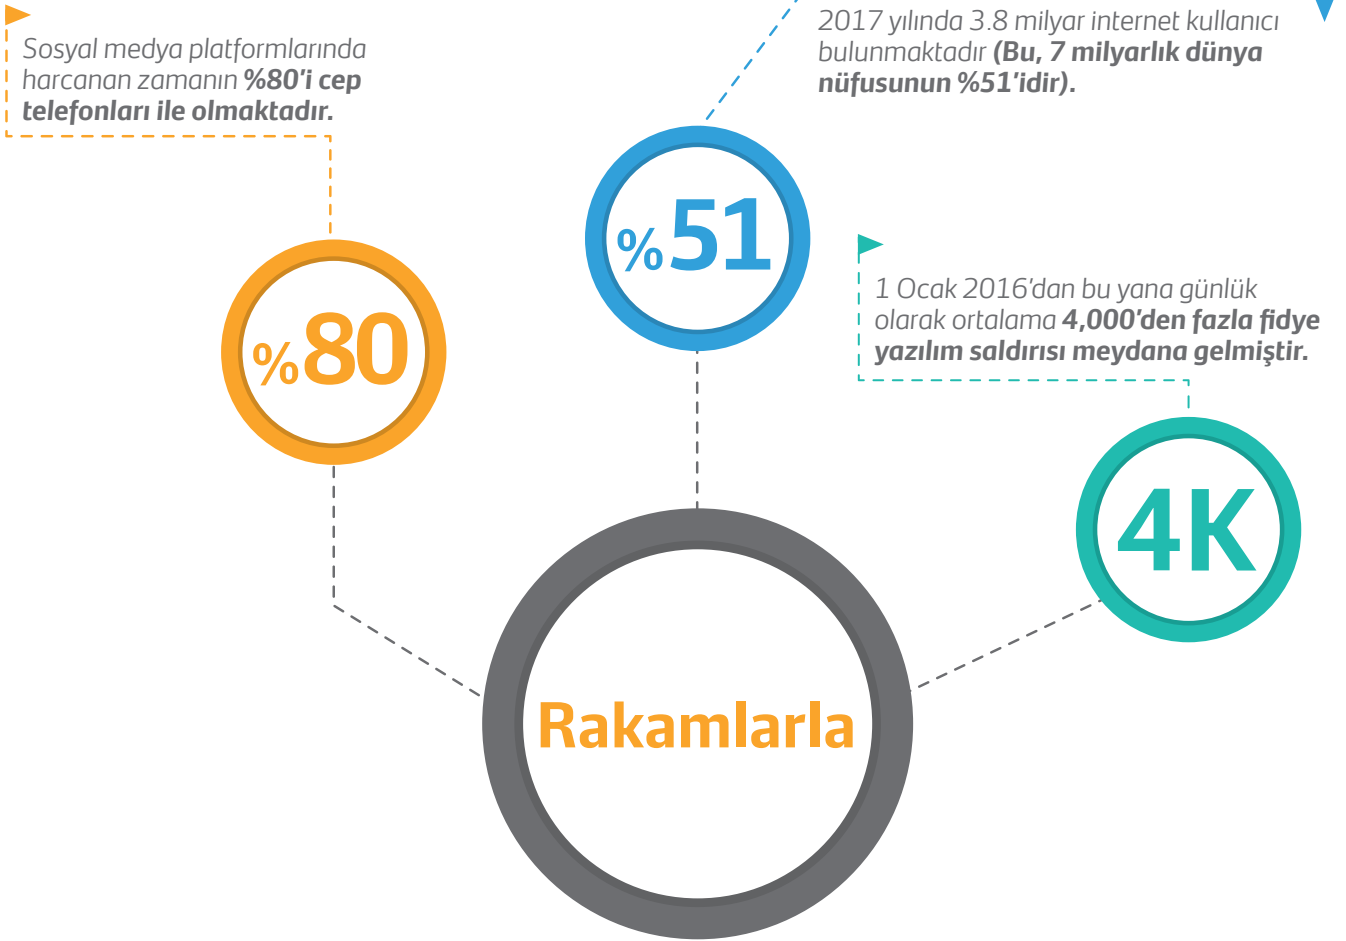 Sosyal medya platformlarında
harcanan zamanın %80'i cep
telefonları ile olmaktadır.
2017 yılında 3.8 milyar internet kullanıcı
bulunmaktadır (Bu, 7 milyarlık dünya
nüfusunun %51'idir).
%80
%51
1 Ocak 2016'dan bu yana günlük
olarak ortalama 4,000'den fazla fidye
yazılım saldırısı meydana gelmiştir.
4K
Rakamlarla